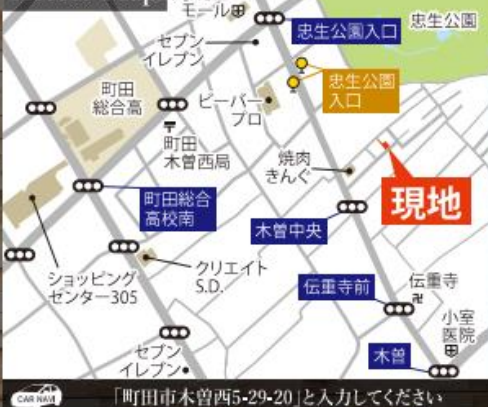 モール
忠生公園入口
忠生公園
セブン
イレブン
忠生公園
入口
町田
総合高
ビーバー
プロ
〒
町田
木曽西局
焼肉
きんぐ
現地
町田総合
高校南
木曽中央
ショッピング
センター305
クリエイト
S.D.
伝重寺前
伝重寺
卍
小室
医院
セブン
イレブン
木曽
CAR NAVI
「町田市木曽西5-29-20」と入力してください